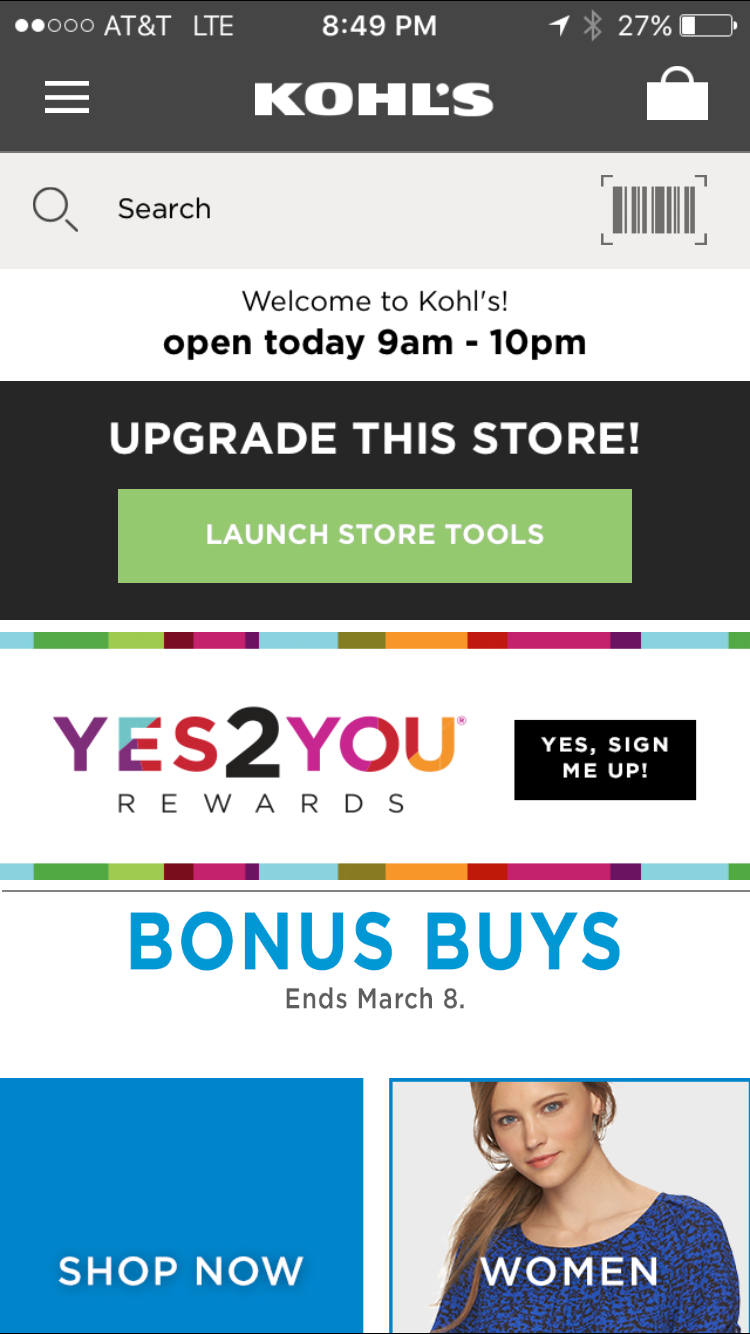 AT&T LTE 8:49 PM 27%
KOHL'S
Search
Welcome to Kohl's!
open today 9am - 10pm
UPGRADE THIS STORE!
LAUNCH STORE TOOLS
YES2YOU®
REWARDS
YES, SIGN
ME UP!
BONUS BUYS
Ends March 8.
SHOP NOW
WOMEN